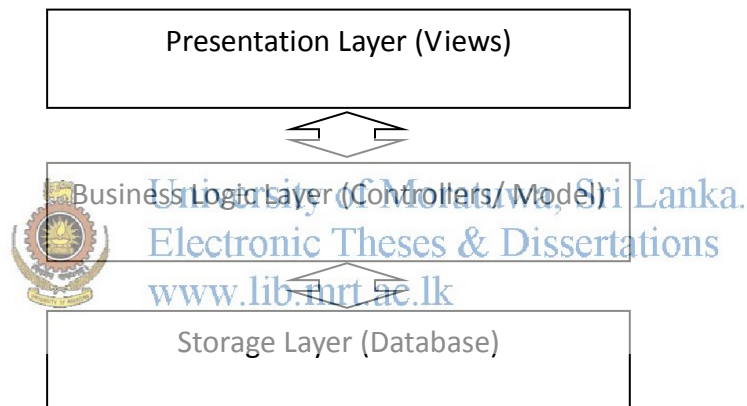 Presentation Layer (Views)
Business Logic Layer (Controllers/ Model)
University of Moratuwa, Sri Lanka.
Electronic Theses & Dissertations
www.lib.mrt.ac.lk
Storage Layer (Database)